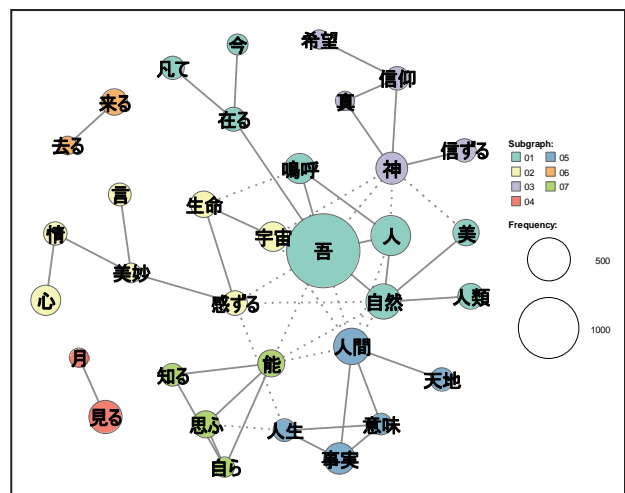 希望
今
凡て
信仰
来る
真
在る
去る
信ずる
鳴呼
神
言
生命
情
宇宙
吾
人
美
美妙
心
感ずる
自然
人類
人間
月
知る
能
天地
見る
思ふ
人生
意味
自ら
事実
Subgraph:
01 05
02 06
03 07
04
Frequency:
500
1000